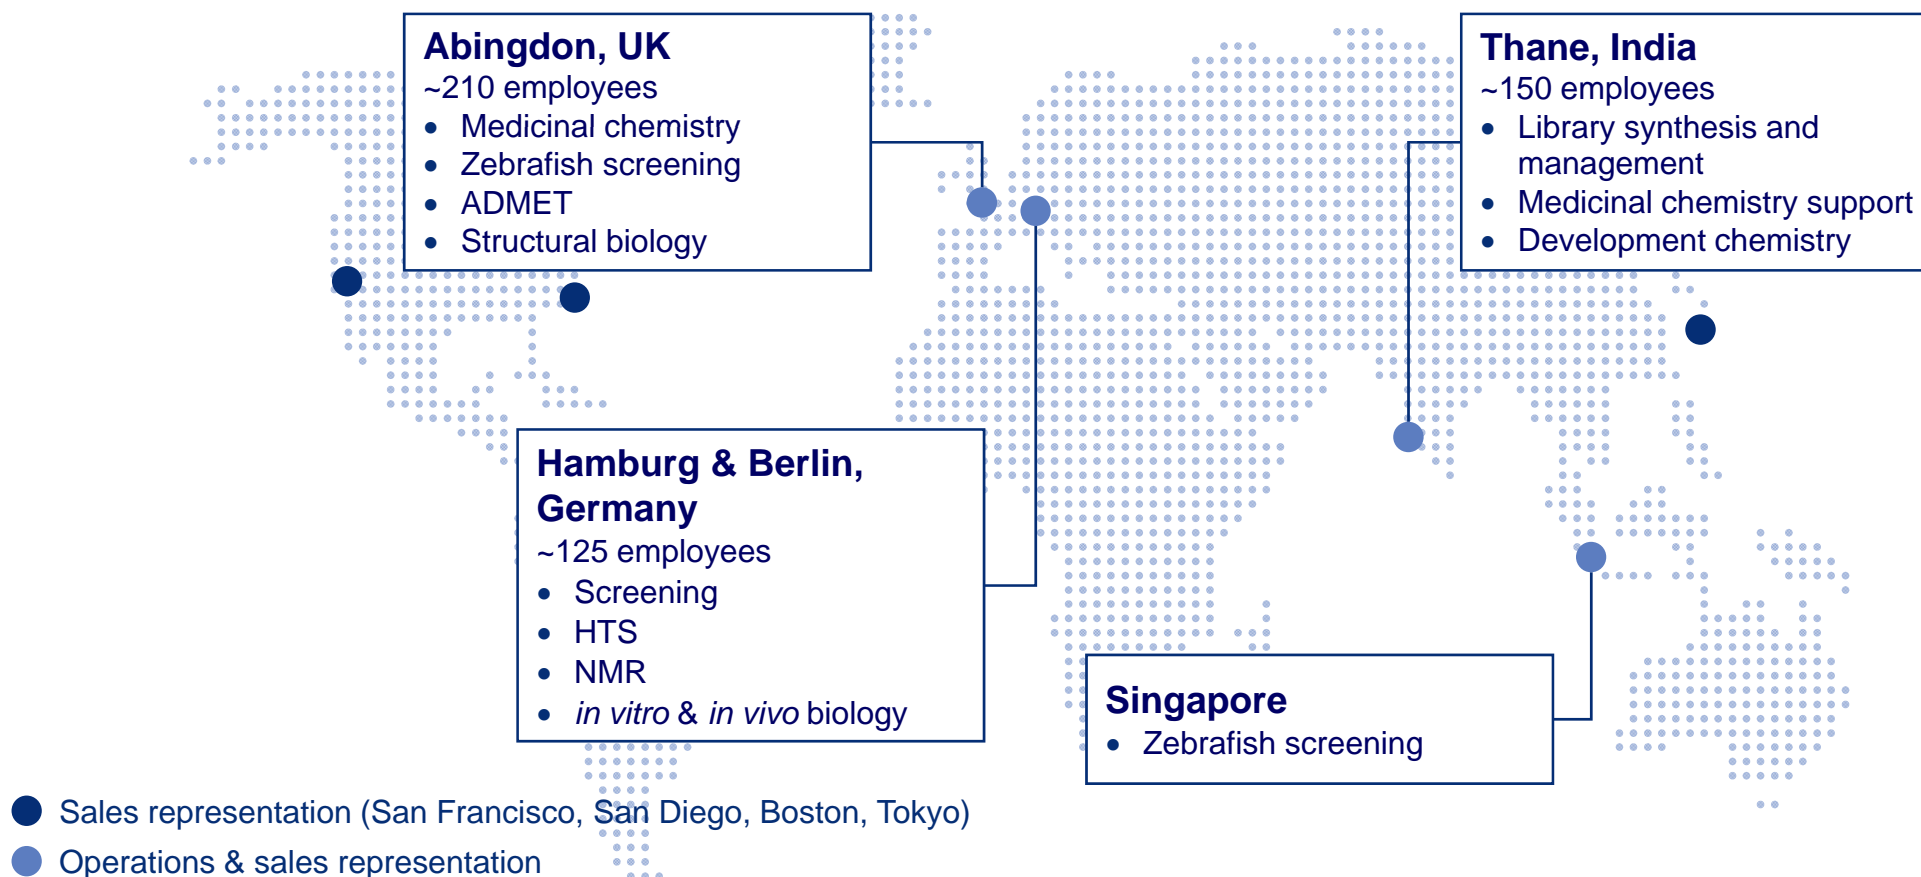 Abingdon, UK
~210 employees
• Medicinal chemistry
• Zebrafish screening
• ADMET
• Structural biology
Thane, India
~150 employees
• Library synthesis and
management
• Medicinal chemistry support
• Development chemistry
Hamburg & Berlin,
Germany
~125 employees
• Screening
• HTS
• NMR
• in vitro & in vivo biology
Singapore
• Zebrafish screening
Sales representation (San Francisco, San Diego, Boston, Tokyo)
Operations & sales representation